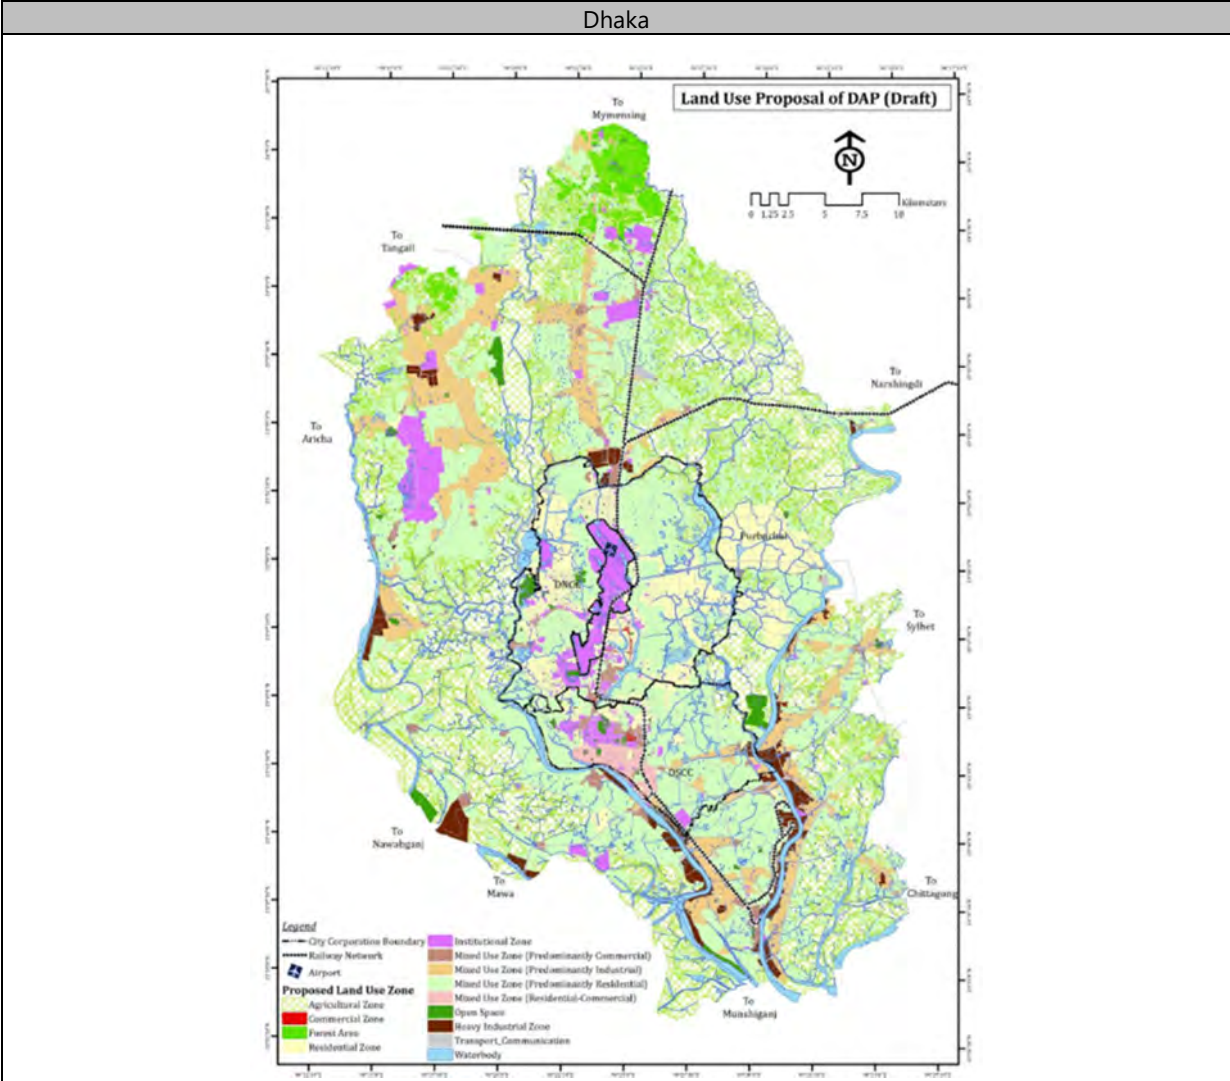 Dhaka
Land Use Proposal of DAP (Draft)
To
Mymensing
N
0 1.25 2.5 5 7.5 10
Kilometers
To
Tangail
To
Narshingdi
To
Aricha
Purbachal
DNCC
To
Sylhet
DSCC
To
Nawabganj
To
Mawa
To
Chittagong
To
Munshiganj
Legend
City Corporation Boundary
Railway Network
Airport
Proposed Land Use Zone
Agricultural Zone
Commercial Zone
Forest Area
Residential Zone
Institutional Zone
Mixed Use Zone (Predominantly Commercial)
Mixed Use Zone (Predominantly Industrial)
Mixed Use Zone (Predominantly Residential)
Mixed Use Zone (Residential-Commercial)
Open Space
Heavy Industrial Zone
Transport_Communication
Waterbody